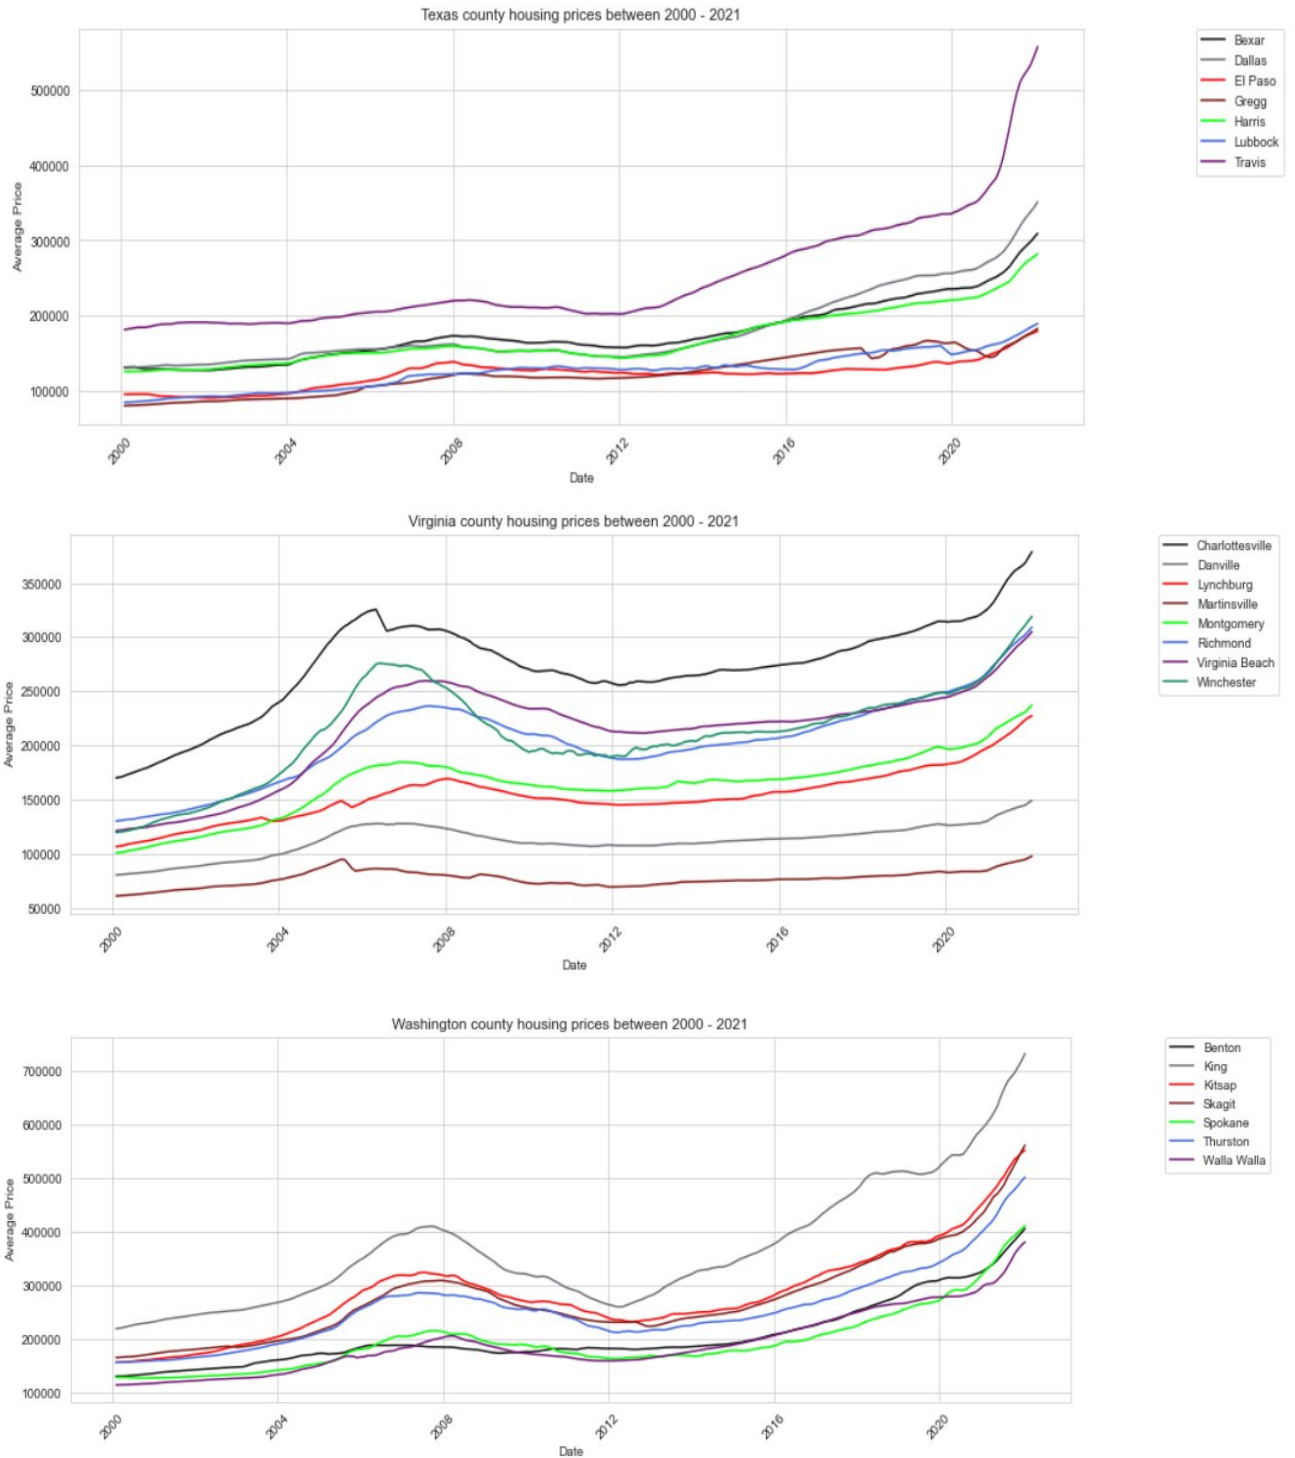 Texas county housing prices between 2000 - 2021
Average Price
500000
400000
300000
200000
100000
2000
2004
2008
2012
2016
2020
Date
Bexar
Dallas
El Paso
Gregg
Harris
Lubbock
Travis
Virginia county housing prices between 2000 - 2021
Average Price
350000
300000
250000
200000
150000
100000
50000
2000
2004
2008
2012
2016
2020
Date
Charlottesville
Danville
Lynchburg
Martinsville
Montgomery
Richmond
Virginia Beach
Winchester
Washington county housing prices between 2000 - 2021
Average Price
700000
600000
500000
400000
300000
200000
100000
2000
2004
2008
2012
2016
2020
Date
Benton
King
Kitsap
Skagit
Spokane
Thurston
Walla Walla